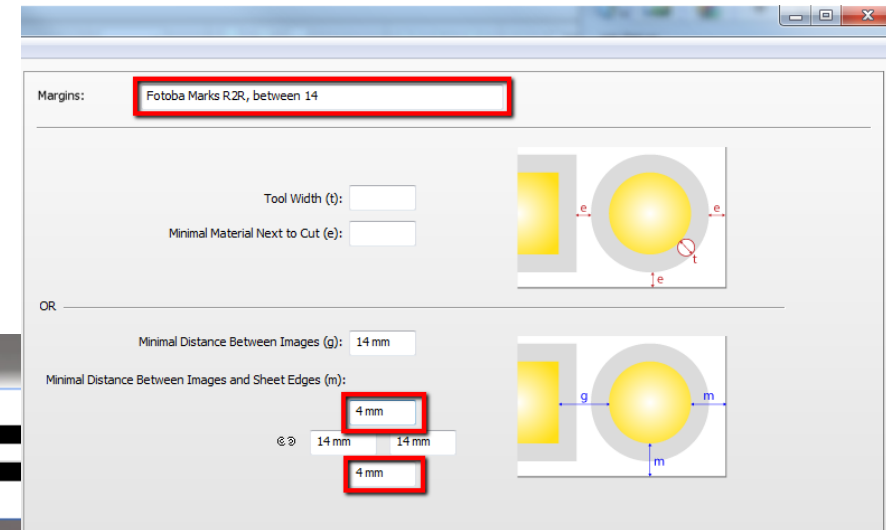 Margins: Fotoba Marks R2R, between 14
Tool Width (t):
Minimal Material Next to Cut (e):
e e
t
e
OR
Minimal Distance Between Images (g): 14 mm
Minimal Distance Between Images and Sheet Edges (m):
g m
4 mm
14 mm 14 mm
m
4 mm